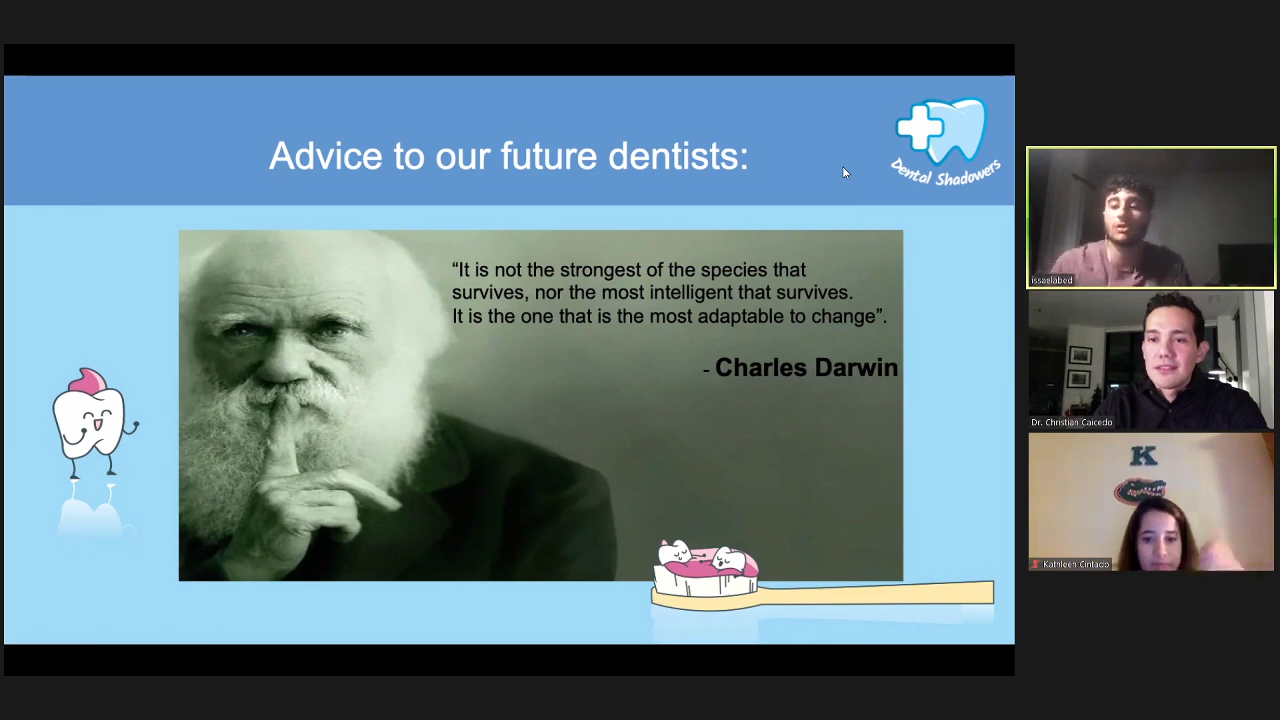 Advice to our future dentists:
Dental Shadowers
“It is not the strongest of the species that
survives, nor the most intelligent that survives.
It is the one that is the most adaptable to change”.
- Charles Darwin
issaelabed
Dr. Christian Caicedo
K
Kathleen Cintado